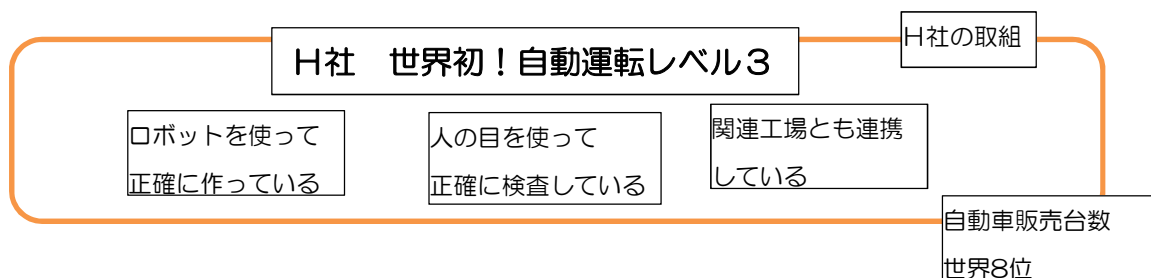 H社の取組
H社　世界初！自動運転レベル３
ロボットを使って
正確に作っている
人の目を使って
正確に検査している
関連工場とも連携
している
自動車販売台数
世界8位